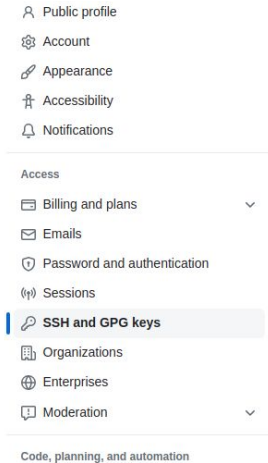 Public profile
Account
Appearance
Accessibility
Notifications
Access
Billing and plans
Emails
Password and authentication
Sessions
SSH and GPG keys
Organizations
Enterprises
Moderation
Code, planning, and automation